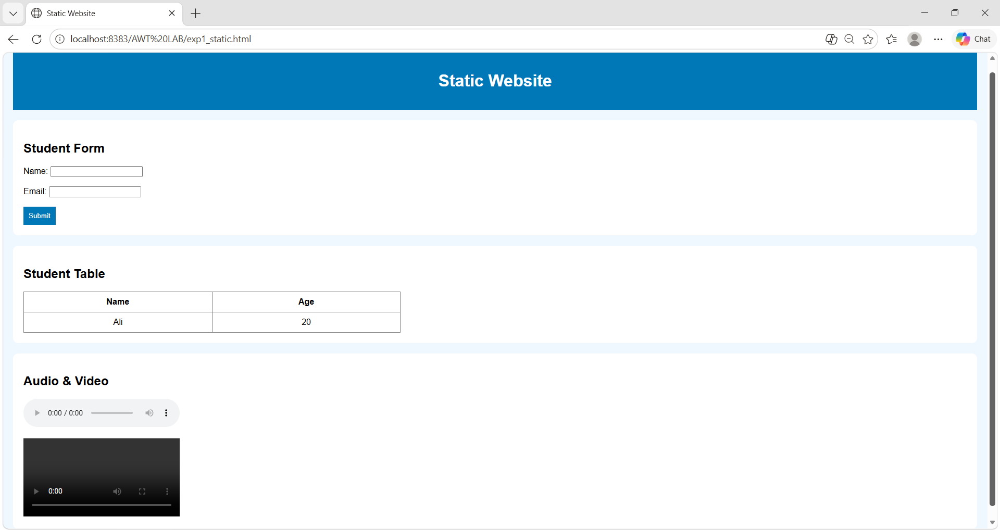 Static Website
localhost:8383/AWT%20LAB/exp1_static.html
Chat
Static Website
Student Form
Name:
Email:
Submit
Student Table
Name Age
Ali 20
Audio & Video
0:00 / 0:00
0:00